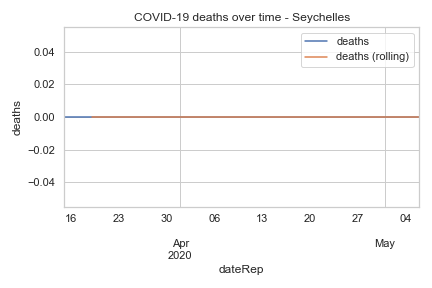 COVID-19 deaths over time - Seychelles
deaths
deaths (rolling)
0.04
0.02
0.00
−0.02
−0.04
deaths
16 23 30 06 13 20 27 04
Apr May
2020
dateRep